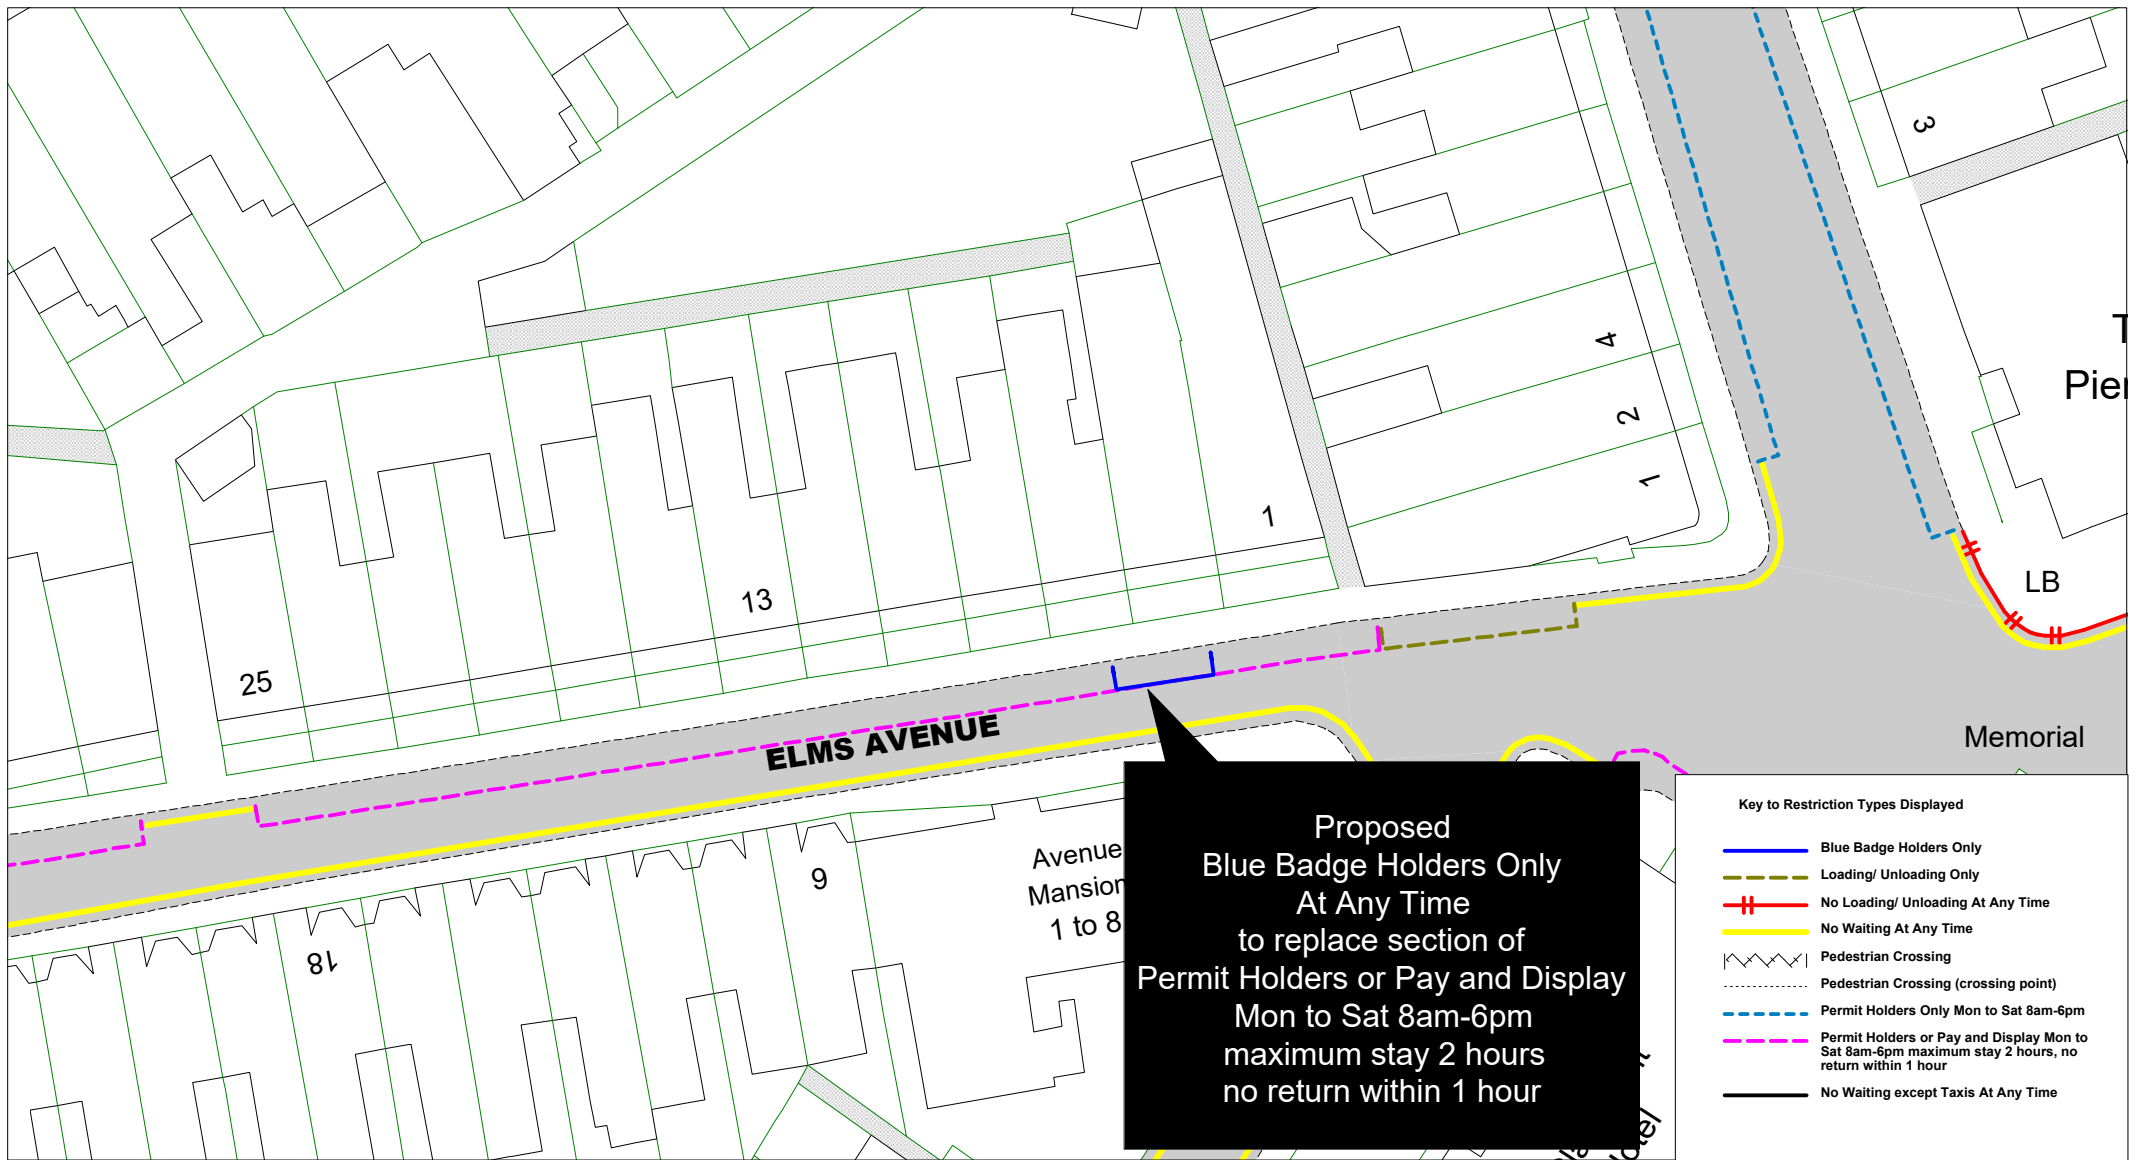 3
T
Pier
4
2
1
1
LB
13
25
Memorial
ELMS AVENUE
Avenue
Mansion
1 to 8
9
18
Proposed
Blue Badge Holders Only
At Any Time
to replace section of
Permit Holders or Pay and Display
Mon to Sat 8am-6pm
maximum stay 2 hours
no return within 1 hour
Key to Restriction Types Displayed
Blue Badge Holders Only
Loading/ Unloading Only
No Loading/ Unloading At Any Time
No Waiting At Any Time
Pedestrian Crossing
Pedestrian Crossing (crossing point)
Permit Holders Only Mon to Sat 8am-6pm
Permit Holders or Pay and Display Mon to
Sat 8am-6pm maximum stay 2 hours, no
return within 1 hour
No Waiting except Taxis At Any Time